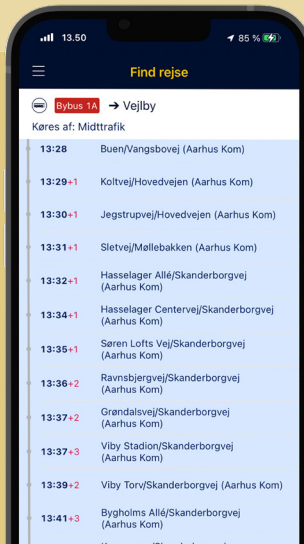 13.50
85 %
Find rejse
Bybus 1A → Vejlby
Køres af: Midttrafik
13:28 Buen/Vangsbovej (Aarhus Kom)
13:29+1 Koltvej/Hovedvejen (Aarhus Kom)
13:30+1 Jegstrupvej/Hovedvejen (Aarhus Kom)
13:31+1 Sletvej/Møllebakken (Aarhus Kom)
13:32+1 Hasselager Allé/Skanderborgvej
(Aarhus Kom)
13:34+1 Hasselager Centervej/Skanderborgvej
(Aarhus Kom)
13:35+1 Søren Lofts Vej/Skanderborgvej
(Aarhus Kom)
13:36+2 Ravnsbjergvej/Skanderborgvej
(Aarhus Kom)
13:37+2 Grøndalsvej/Skanderborgvej
(Aarhus Kom)
13:37+3 Viby Stadion/Skanderborgvej
(Aarhus Kom)
13:39+2 Viby Torv/Skanderborgvej (Aarhus Kom)
13:41+3 Bygholms Allé/Skanderborgvej
(Aarhus Kom)